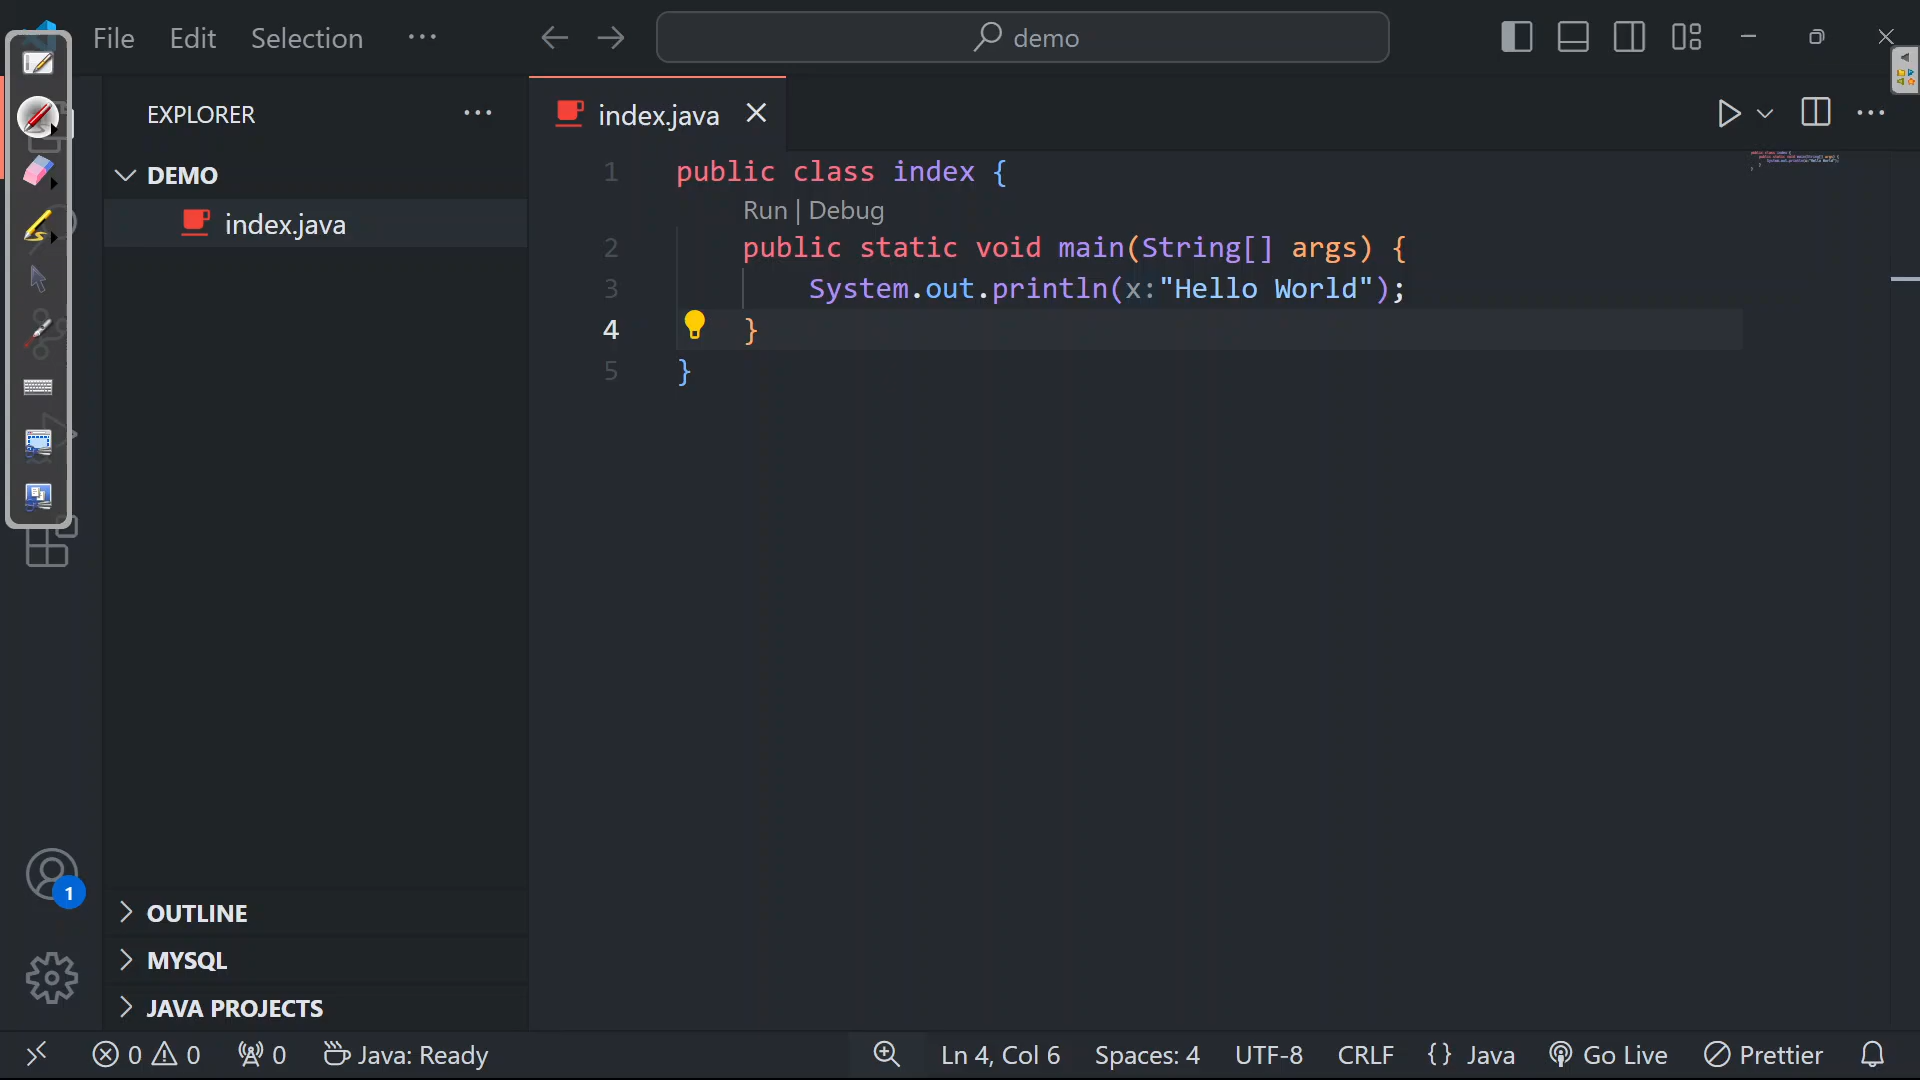 File Edit Selection ···
demo
EXPLORER ···
index.java
DEMO
index.java
1 public class index {
Run | Debug
2 public static void main(String[] args) {
3 System.out.println(x:"Hello World");
4 }
5 }
1
OUTLINE
MYSQL
JAVA PROJECTS
0 0 0 Java: Ready Ln 4, Col 6 Spaces: 4 UTF-8 CRLF {} Java Go Live Prettier